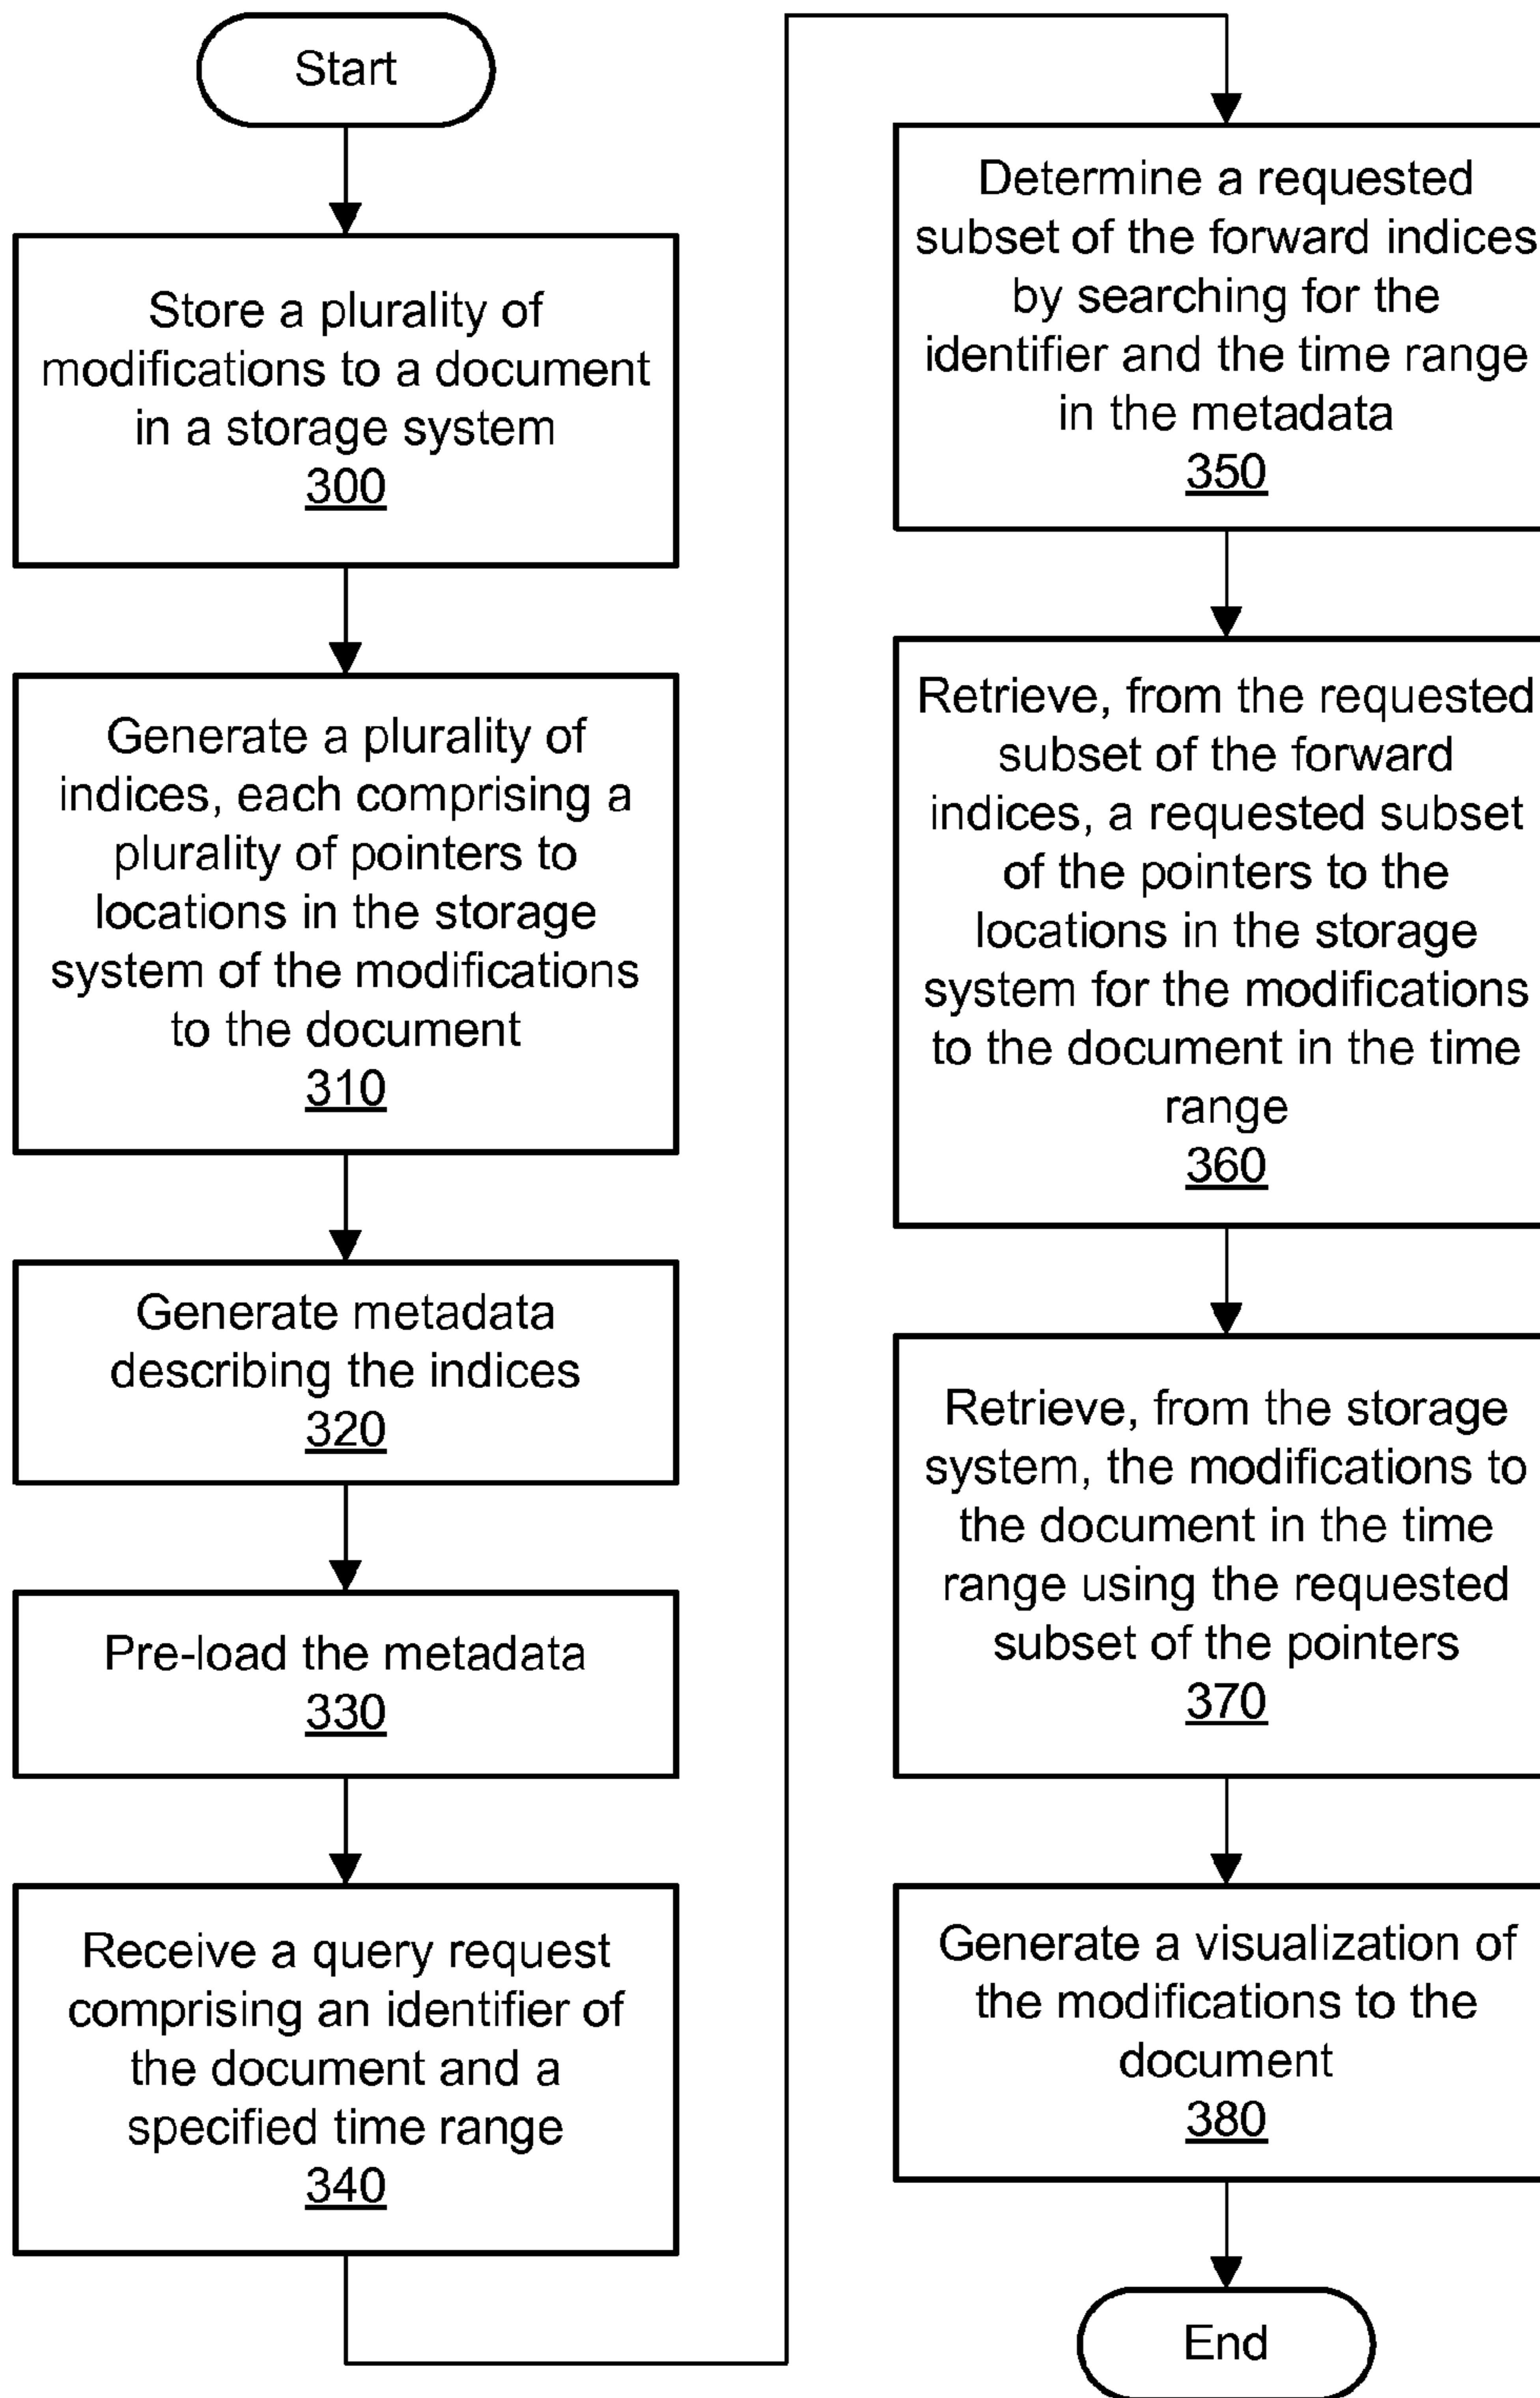 Start
Store a plurality of
modifications to a document
in a storage system
300
Generate a plurality of
indices, each comprising a
plurality of pointers to
locations in the storage
system of the modifications
to the document
310
Generate metadata
describing the indices
320
Pre-load the metadata
330
Receive a query request
comprising an identifier of
the document and a
specified time range
340
Determine a requested
subset of the forward indices
by searching for the
identifier and the time range
in the metadata
350
Retrieve, from the requested
subset of the forward
indices, a requested subset
of the pointers to the
locations in the storage
system for the modifications
to the document in the time
range
360
Retrieve, from the storage
system, the modifications to
the document in the time
range using the requested
subset of the pointers
370
Generate a visualization of
the modifications to the
document
380
End